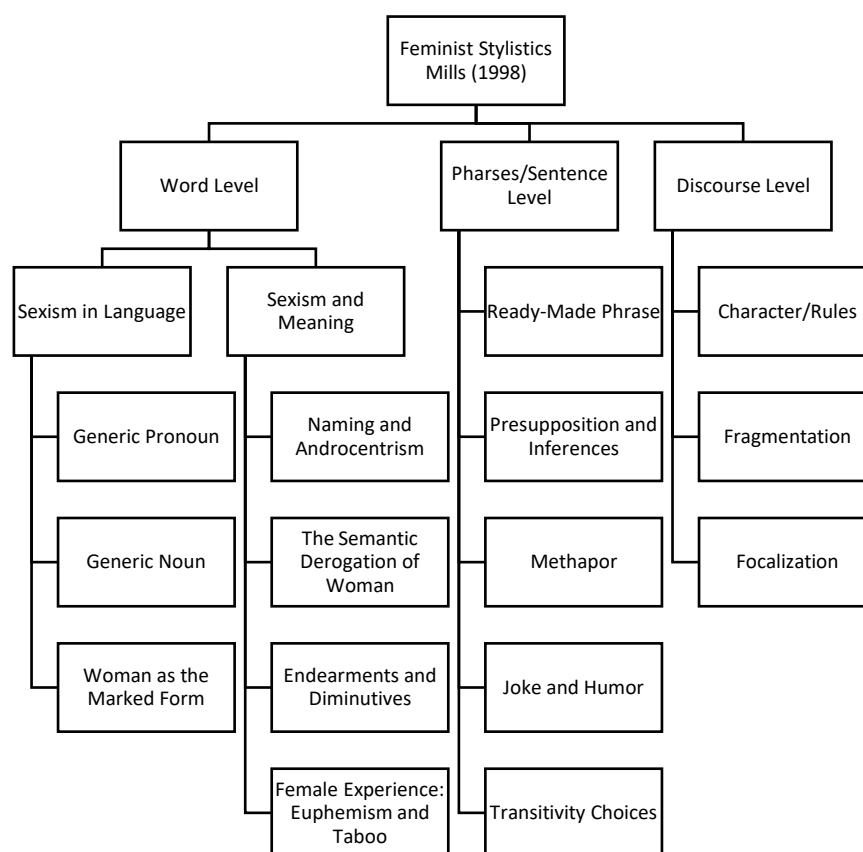 Feminist Stylistics
Mills (1998)
Word Level
Pharses/Sentence
Level
Discourse Level
Sexism in Language
Sexism and
Meaning
Ready-Made Phrase
Character/Rules
Generic Pronoun
Naming and
Androcentrism
Presupposition and
Inferences
Fragmentation
Generic Noun
The Semantic
Derogation of
Woman
Methapor
Focalization
Woman as the
Marked Form
Endearments and
Diminutives
Joke and Humor
Female Experience:
Euphemism and
Taboo
Transitivity Choices